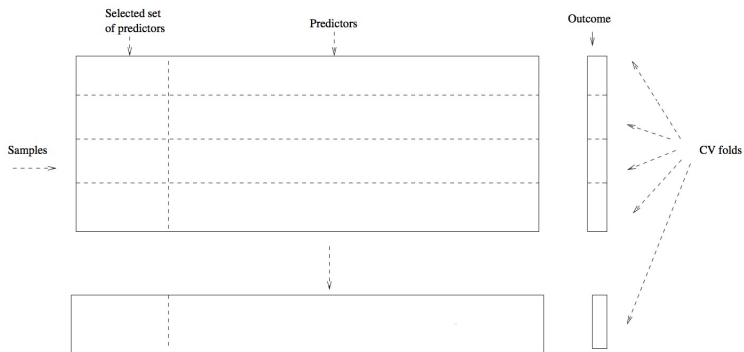 Selected set
of predictors
Predictors
Outcome
Samples
CV folds